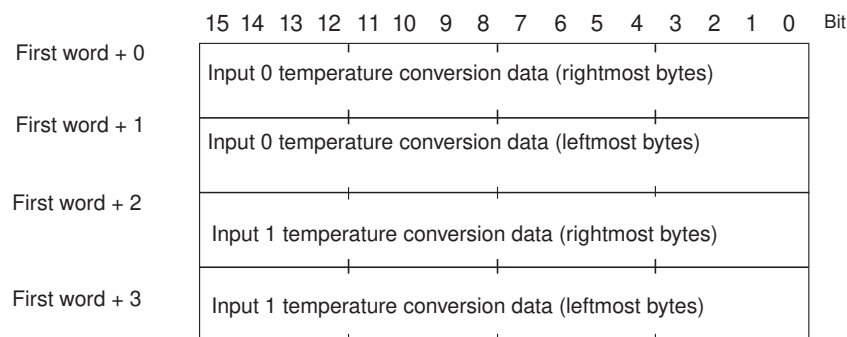 15 14 13 12 11 10 9 8 7 6 5 4 3 2 1 0 Bit
First word + 0
Input 0 temperature conversion data (rightmost bytes)
First word + 1
Input 0 temperature conversion data (leftmost bytes)
First word + 2
Input 1 temperature conversion data (rightmost bytes)
First word + 3
Input 1 temperature conversion data (leftmost bytes)